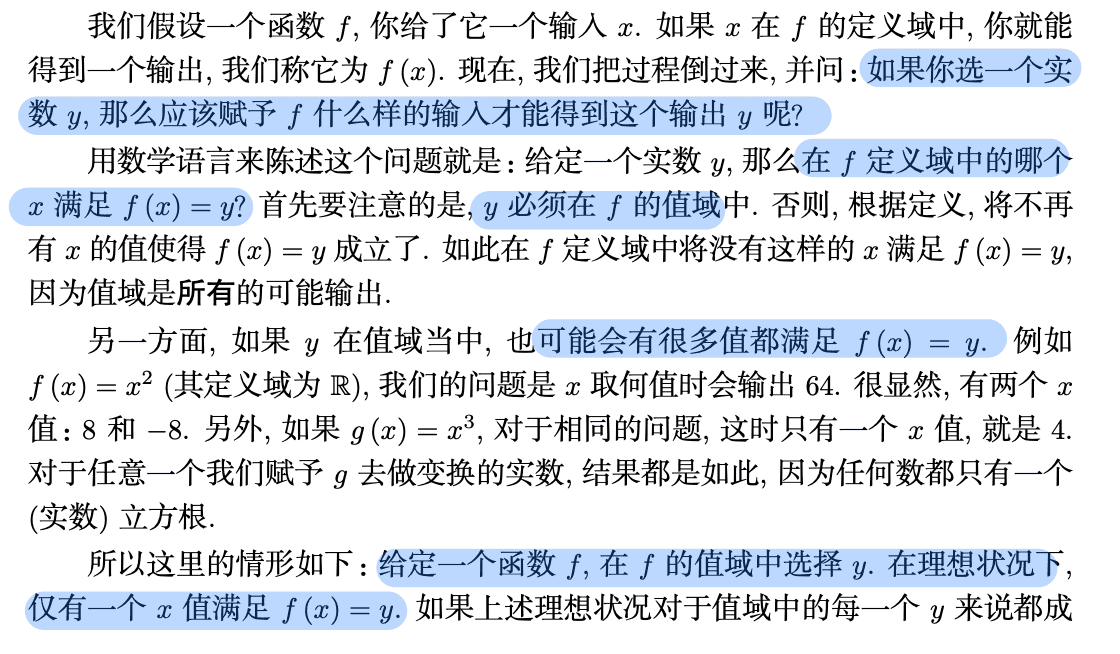 我们假设一个函数 f, 你给了它一个输入 x. 如果 x 在 f 的定义域中, 你就能
得到一个输出, 我们称它为 f (x). 现在, 我们把过程倒过来, 并问: 如果你选一个实
数 y, 那么应该赋予 f 什么样的输入才能得到这个输出 y 呢?
用数学语言来陈述这个问题就是: 给定一个实数 y, 那么在 f 定义域中的哪个
x 满足 f (x) = y? 首先要注意的是, y 必须在 f 的值域中. 否则, 根据定义, 将不再
有 x 的值使得 f (x) = y 成立了. 如此在 f 定义域中将没有这样的 x 满足 f (x) = y,
因为值域是所有的可能输出.
另一方面, 如果 y 在值域当中, 也可能会有很多值都满足 f (x) = y. 例如
f (x) = x² (其定义域为 ℝ), 我们的问题是 x 取何值时会输出 64. 很显然, 有两个 x
值: 8 和 −8. 另外, 如果 g (x) = x³, 对于相同的问题, 这时只有一个 x 值, 就是 4.
对于任意一个我们赋予 g 去做变换的实数, 结果都是如此, 因为任何数都只有一个
(实数) 立方根.
所以这里的情形如下: 给定一个函数 f, 在 f 的值域中选择 y. 在理想状况下,
仅有一个 x 值满足 f (x) = y. 如果上述理想状况对于值域中的每一个 y 来说都成